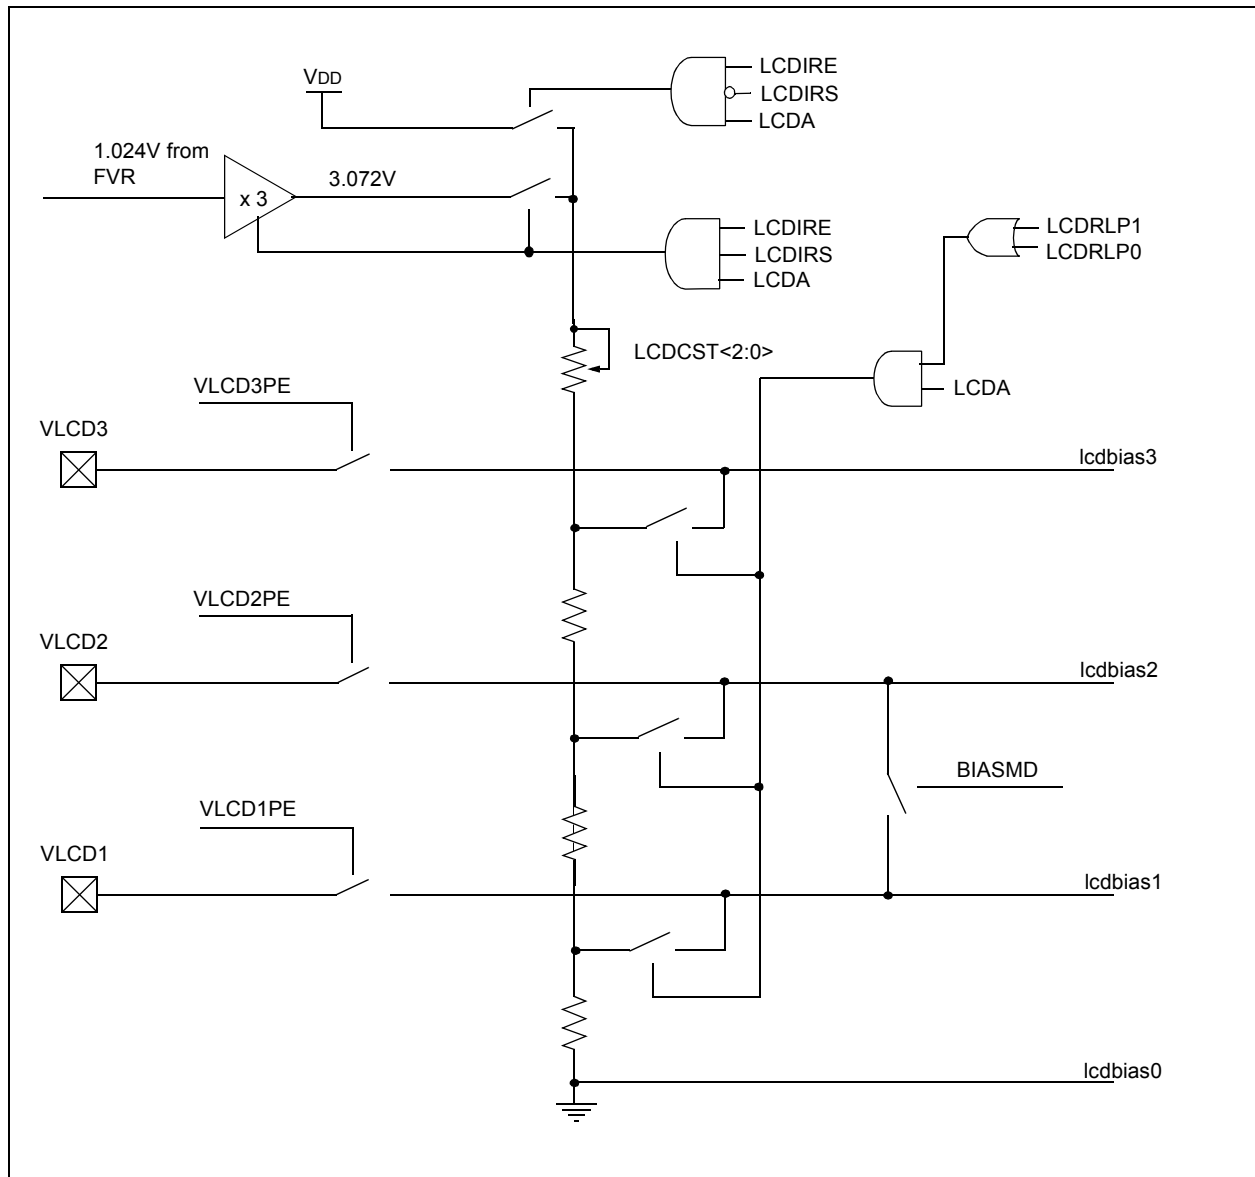 VDD
LCDIRE
LCDIRS
LCDA
1.024V from
FVR
x 3
3.072V
LCDIRE
LCDIRS
LCDA
LCDRLP1
LCDRLP0
LCDCST<2:0>
LCDA
VLCD3PE
VLCD3
lcdbias3
VLCD2PE
VLCD2
lcdbias2
BIASMD
VLCD1PE
VLCD1
lcdbias1
lcdbias0